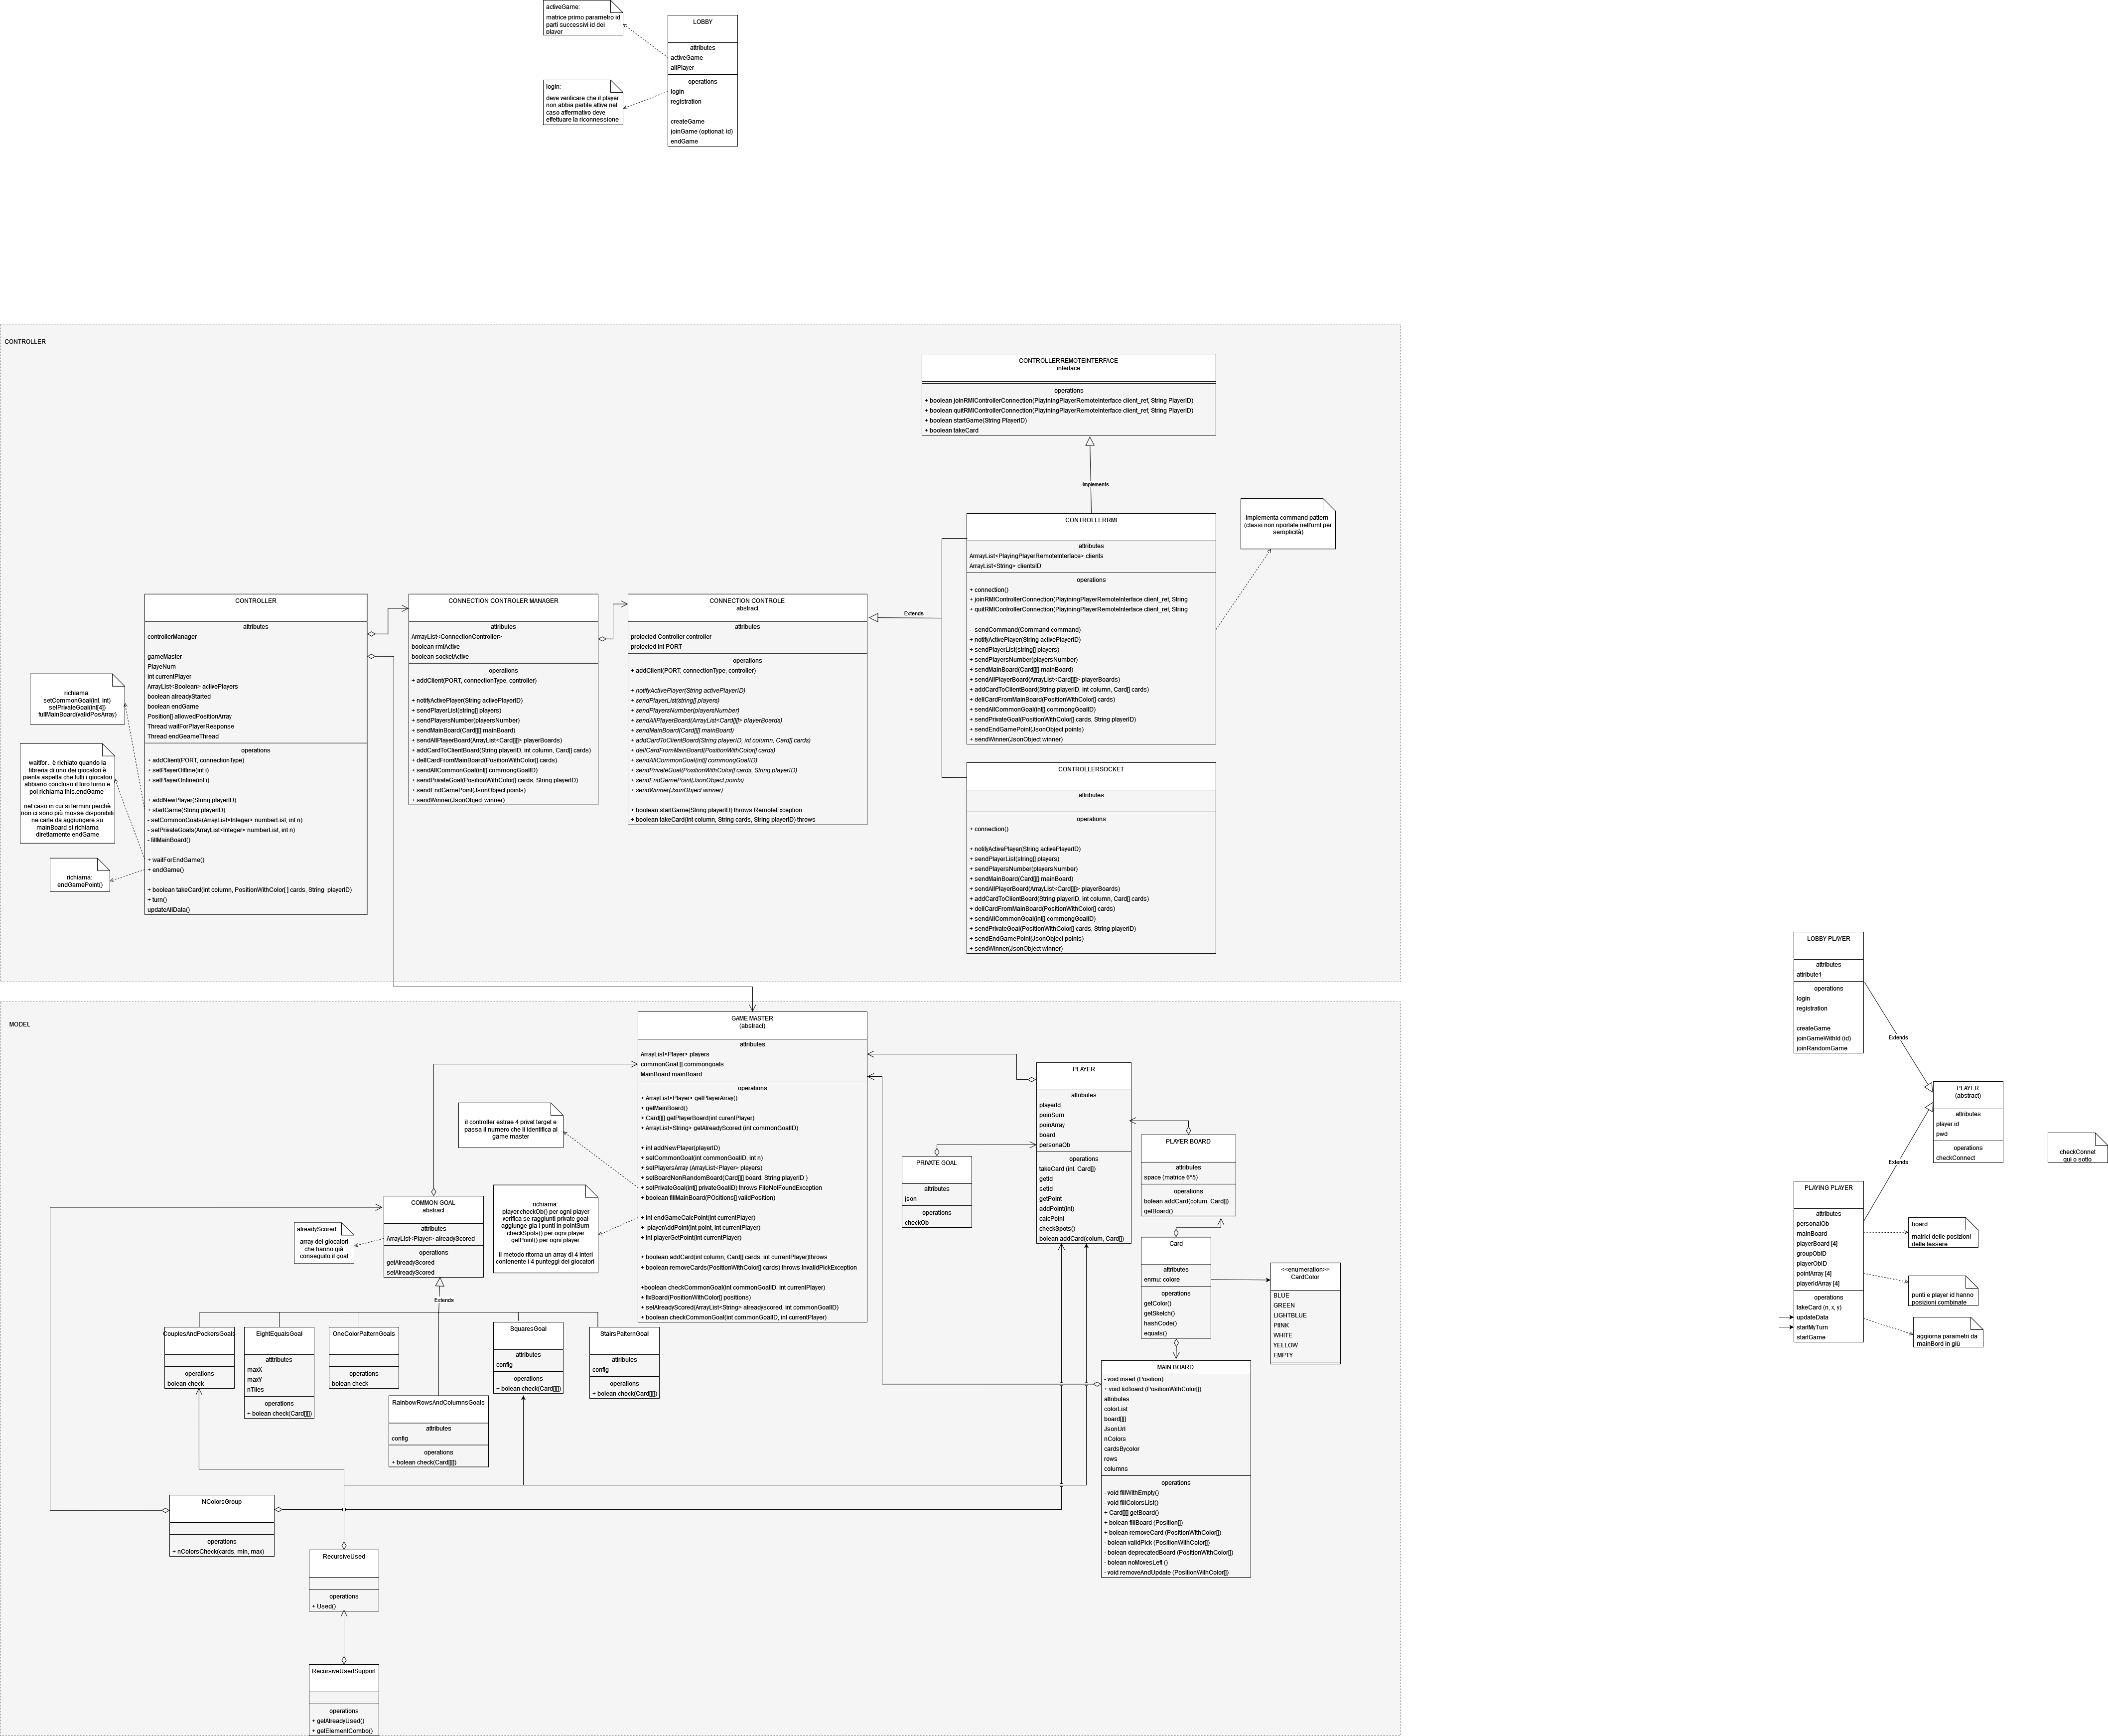 activeGame:
matrice primo parametro id
parti successivi id dei
player
LOBBY
attributes
activeGame
allPlayer
operations
login
registration
createGame
joinGame (optional: id)
endGame
login:
deve verificare che il player
non abbia partite attive nel
caso affermativo deve
effettuare la riconnessione
CONTROLLER
CONTROLLERREMOTEINTERFACE
interface
operations
+ boolean joinRMIControllerConnection(PlayiningPlayerRemoteInterface client_ref, String PlayerID)
+ boolean quitRMIControllerConnection(PlayiningPlayerRemoteInterface client_ref, String PlayerID)
+ boolean startGame(String PlayerID)
+ boolean takeCard
Implements
implementa command pattern
(classi non riportate nell'uml per
semplicità)
CONTROLLERRMI
attributes
ArrayList<PlayingPlayerRemoteInterface> clients
ArrayList<String> clientsID
operations
+ connection()
+ joinRMIControllerConnection(PlayiningPlayerRemoteInterface client_ref, String
+ quitRMIControllerConnection(PlayiningPlayerRemoteInterface client_ref, String
- sendCommand(Command command)
+ notifyActivePlayer(String activePlayerID)
+ sendPlayerList(string[] players)
+ sendPlayersNumber(playersNumber)
+ sendMainBoard(Card[][] mainBoard)
+ sendAllPlayerBoard(ArrayList<Card[][]> playerBoards)
+ addCardToClientBoard(String playerID, int column, Card[] cards)
+ dellCardFromMainBoard(PositionWithColor[] cards)
+ sendAllCommonGoal(int[] commongGoalID)
+ sendPrivateGoal(PositionWithColor[] cards, String playerID)
+ sendEndGamePoint(JsonObject points)
+ sendWinner(JsonObject winner)
Extends
CONTROLLERSOCKET
attributes
operations
+ connection()
+ notifyActivePlayer(String activePlayerID)
+ sendPlayerList(string[] players)
+ sendPlayersNumber(playersNumber)
+ sendMainBoard(Card[][] mainBoard)
+ sendAllPlayerBoard(ArrayList<Card[][]> playerBoards)
+ addCardToClientBoard(String playerID, int column, Card[] cards)
+ dellCardFromMainBoard(PositionWithColor[] cards)
+ sendAllCommonGoal(int[] commongGoalID)
+ sendPrivateGoal(PositionWithColor[] cards, String playerID)
+ sendEndGamePoint(JsonObject points)
+ sendWinner(JsonObject winner)
CONTROLLER
attributes
controllerManager
gameMaster
PlayeNum
int currentPlayer
ArrayList<Boolean> activePlayers
boolean alreadyStarted
boolean endGame
Position[] allowedPositionArray
Thread waitForPlayerResponse
Thread endGeameThread
operations
+ addClient(PORT, connectionType)
+ setPlayerOffline(int i)
+ setPlayerOnline(int i)
+ addNewPlayer(String playerID)
+ startGame(String playerID)
- setCommonGoals(ArrayList<Integer> numberList, int n)
- setPrivateGoals(ArrayList<Integer> numberList, int n)
- fillMainBoard()
+ waitForEndGame()
+ endGame()
+ boolean takeCard(int column, PositionWithColor[ ] cards, String playerID)
+ turn()
updateAllData()
richiama:
setCommonGoal(int, int)
setPrivateGoal(int[4])
fullMainBoard(validPosArray)
waitfor... è richiato quando la
libreria di uno dei giocatori è
pienta aspetta che tutti i giocatori
abbiano concluso il loro turno e
poi richiama this.endGame
nel caso in cui si termini perchè
non ci sono più mosse disponibili
ne carte da aggiungere su
mainBoard si richiama
direttamente endGame
richiama:
endGamePoint()
CONNECTION CONTROLER MANAGER
attributes
ArrayList<ConnectionController>
boolean rmiActive
boolean socketActive
operations
+ addClient(PORT, connectionType, controller)
+ notifyActivePlayer(String activePlayerID)
+ sendPlayerList(string[] players)
+ sendPlayersNumber(playersNumber)
+ sendMainBoard(Card[][] mainBoard)
+ sendAllPlayerBoard(ArrayList<Card[][]> playerBoards)
+ addCardToClientBoard(String playerID, int column, Card[] cards)
+ dellCardFromMainBoard(PositionWithColor[] cards)
+ sendAllCommonGoal(int[] commongGoalID)
+ sendPrivateGoal(PositionWithColor[] cards, String playerID)
+ sendEndGamePoint(JsonObject points)
+ sendWinner(JsonObject winner)
CONNECTION CONTROLE
abstract
attributes
protected Controller controller
protected int PORT
operations
+ addClient(PORT, connectionType, controller)
+ notifyActivePlayer(String activePlayerID)
+ sendPlayerList(string[] players)
+ sendPlayersNumber(playersNumber)
+ sendAllPlayerBoard(ArrayList<Card[][]> playerBoards)
+ sendMainBoard(Card[][] mainBoard)
+ addCardToClientBoard(String playerID, int column, Card[] cards)
+ dellCardFromMainBoard(PositionWithColor[] cards)
+ sendAllCommonGoal(int[] commongGoalID)
+ sendPrivateGoal(PositionWithColor[] cards, String playerID)
+ sendEndGamePoint(JsonObject points)
+ sendWinner(JsonObject winner)
+ boolean startGame(String playerID) throws RemoteException
+ boolean takeCard(int column, String cards, String playerID) throws
MODEL
GAME MASTER
(abstract)
attributes
ArrayList<Player> players
commonGoal [] commongoals
MainBoard mainBoard
operations
+ ArrayList<Player> getPlayerArray()
+ getMainBoard()
+ Card[][] getPlayerBoard(int curentPlayer)
+ ArrayList<String> getAlreadyScored (int commonGoalID)
+ int addNewPlayer(playerID)
+ setCommonGoal(int commonGoalID, int n)
+ setPlayersArray (ArrayList<Player> players)
+ setBoardNonRandomBoard(Card[][] board, String playerID )
+ setPrivateGoal(int[] privateGoalID) throws FileNotFoundException
+ boolean fillMainBoard(POsitions[] validPosition)
+ int endGameCalcPoint(int currentPlayer)
+ playerAddPoint(int point, int currentPlayer)
+ int playerGetPoint(int currentPlayer)
+ boolean addCard(int column, Card[] cards, int currentPlayer)throws
+ boolean removeCards(PositionWithColor[] cards) throws InvalidPickException
+boolean checkCommonGoal(int commonGoalID, int currentPlayer)
+ fixBoard(PositionWithColor[] positions)
+ setAlreadyScored(ArrayList<String> alreadyscored, int commonGoalID)
+ boolean checkCommonGoal(int commonGoalID, int currentPlayer)
il controller estrae 4 privat target e
passa il numero che li identifica al
game master
richiama:
player.checkOb() per ogni player
verifica se raggiunti private goal
aggiunge gia i punti in pointSum
checkSpots() per ogni player
getPoint() per ogni player
il metodo ritorna un array di 4 interi
contenente i 4 punteggi dei giocatori
COMMON GOAL
abstract
attributes
ArrayList<Player> alreadyScored
operations
getAlreadyScored
setAlreadyScored
alreadyScored
array dei giocatori
che hanno già
conseguito il goal
Extends
CouplesAndPockersGoals
operations
bolean check
EightEqualsGoal
atttributes
maxX
maxY
nTiles
operations
+ bolean check(Card[][])
OneColorPatternGoals
operations
bolean check
RainbowRowsAndColumnsGoals
attributes
config
operations
+ bolean check(Card[][])
SquaresGoal
attributes
config
operations
+ bolean check(Card[][])
StairsPatternGoal
attributes
config
operations
+ bolean check(Card[][])
NColorsGroup
operations
+ nColorsCheck(cards, min, max)
RecursiveUsed
operations
+ Used()
RecursiveUsedSupport
operations
+ getAlreadyUsed()
+ getElementCombo()
PLAYER
attributes
playerId
poinSum
poinArray
board
personaOb
operations
takeCard (int, Card[])
getId
setId
getPoint
addPoint(int)
calcPoint
checkSpots()
bolean addCard(colum, Card[])
PRIVATE GOAL
attributes
json
operations
checkOb
PLAYER BOARD
attributes
space (matrice 6*5)
operations
bolean addCard(colum, Card[])
getBoard()
Card
attributes
enmu: colore
operations
getColor()
getSketch()
hashCode()
equals()
<<enumeration>>
CardColor
BLUE
GREEN
LIGHTBLUE
PIINK
WHITE
YELLOW
EMPTY
MAIN BOARD
- void insert (Position)
+ void fixBoard (PositionWithColor[])
attributes
colorList
board[][]
JsonUrl
nColors
cardsBycolor
rows
columns
operations
- void fillWithEmpty()
- void fillColorsList()
+ Card[][] getBoard()
+ bolean fillBoard (Position[])
+ bolean removeCard (PositionWithColor[])
- bolean validPick (PositionWithColor[])
- bolean deprecatedBoard (PositionWithColor[])
- bolean noMovesLeft ()
- void removeAndUpdate (PositionWithColor[])
LOBBY PLAYER
attributes
attribute1
operations
login
registration
createGame
joinGameWithId (id)
joinRandomGame
Extends
PLAYER
(abstract)
attributes
player id
pwd
operations
checkConnect
checkConnet
qui o sotto
Extends
PLAYING PLAYER
attributes
personalOb
mainBoard
playerBoard [4]
groupObID
playerObID
pointArray [4]
playerIdArray [4]
operations
takeCard (n, x, y)
updateData
startMyTurn
startGame
board:
matrici delle posizioni
delle tessere
punti e player id hanno
posizioni combinate
aggiorna parametri da
mainBord in giù